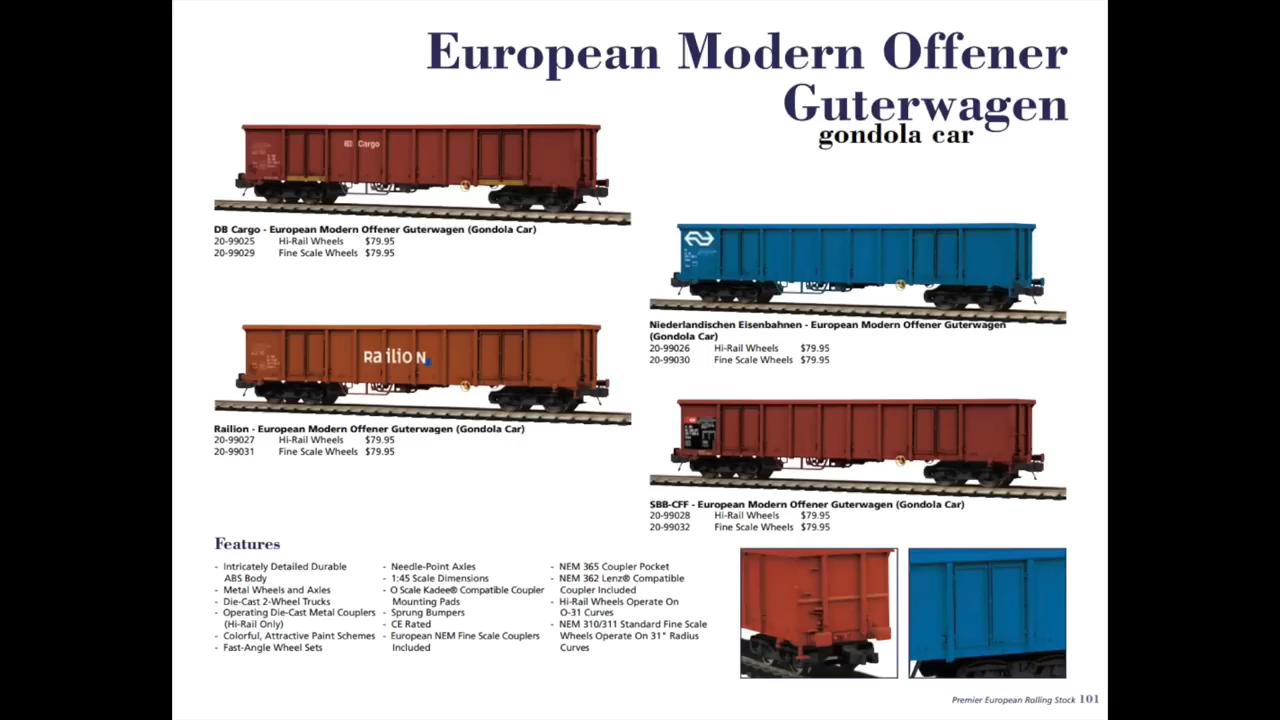 European Modern Offener
Guterwagen
gondola car
DB Cargo
DB Cargo - European Modern Offener Guterwagen (Gondola Car)
20-99025 Hi-Rail Wheels $79.95
20-99029 Fine Scale Wheels $79.95
Niederlandischen Eisenbahnen - European Modern Offener Guterwagen
(Gondola Car)
20-99026 Hi-Rail Wheels $79.95
20-99030 Fine Scale Wheels $79.95
RailioN
Railion - European Modern Offener Guterwagen (Gondola Car)
20-99027 Hi-Rail Wheels $79.95
20-99031 Fine Scale Wheels $79.95
SBB-CFF - European Modern Offener Guterwagen (Gondola Car)
20-99028 Hi-Rail Wheels $79.95
20-99032 Fine Scale Wheels $79.95
Features
- Intricately Detailed Durable
ABS Body
- Metal Wheels and Axles
- Die-Cast 2-Wheel Trucks
- Operating Die-Cast Metal Couplers
(Hi-Rail Only)
- Colorful, Attractive Paint Schemes
- Fast-Angle Wheel Sets
- Needle-Point Axles
- 1:45 Scale Dimensions
- O Scale Kadee® Compatible Coupler
Mounting Pads
- Sprung Bumpers
- CE Rated
- European NEM Fine Scale Couplers
Included
- NEM 365 Coupler Pocket
- NEM 362 Lenz® Compatible
Coupler Included
- Hi-Rail Wheels Operate On
O-31 Curves
- NEM 310/311 Standard Fine Scale
Wheels Operate On 31" Radius
Curves
Premier European Rolling Stock 101